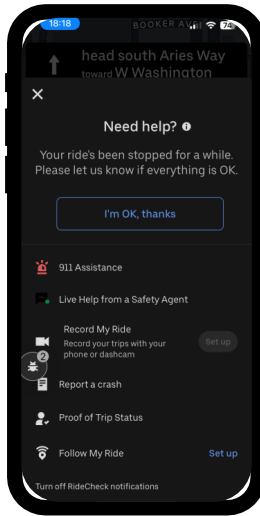 18:18
BOOKER AV
74
head south Aries Way
toward W Washington
Need help?
Your ride's been stopped for a while.
Please let us know if everything is OK.
I'm OK, thanks
911 Assistance
Live Help from a Safety Agent
Record My Ride
Record your trips with your
phone or dashcam
Set up
2
Report a crash
Proof of Trip Status
Follow My Ride
Set up
Turn off RideCheck notifications